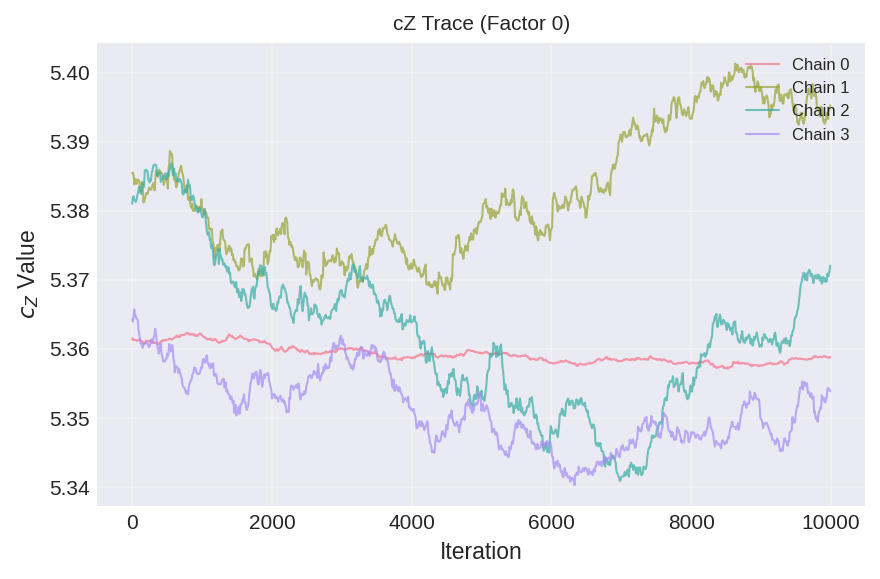 cZ Trace (Factor 0)
5.40
5.39
5.38
5.37
5.36
5.35
5.34
cZ Value
0
2000
4000
6000
8000
10000
Iteration
Chain 0
Chain 1
Chain 2
Chain 3